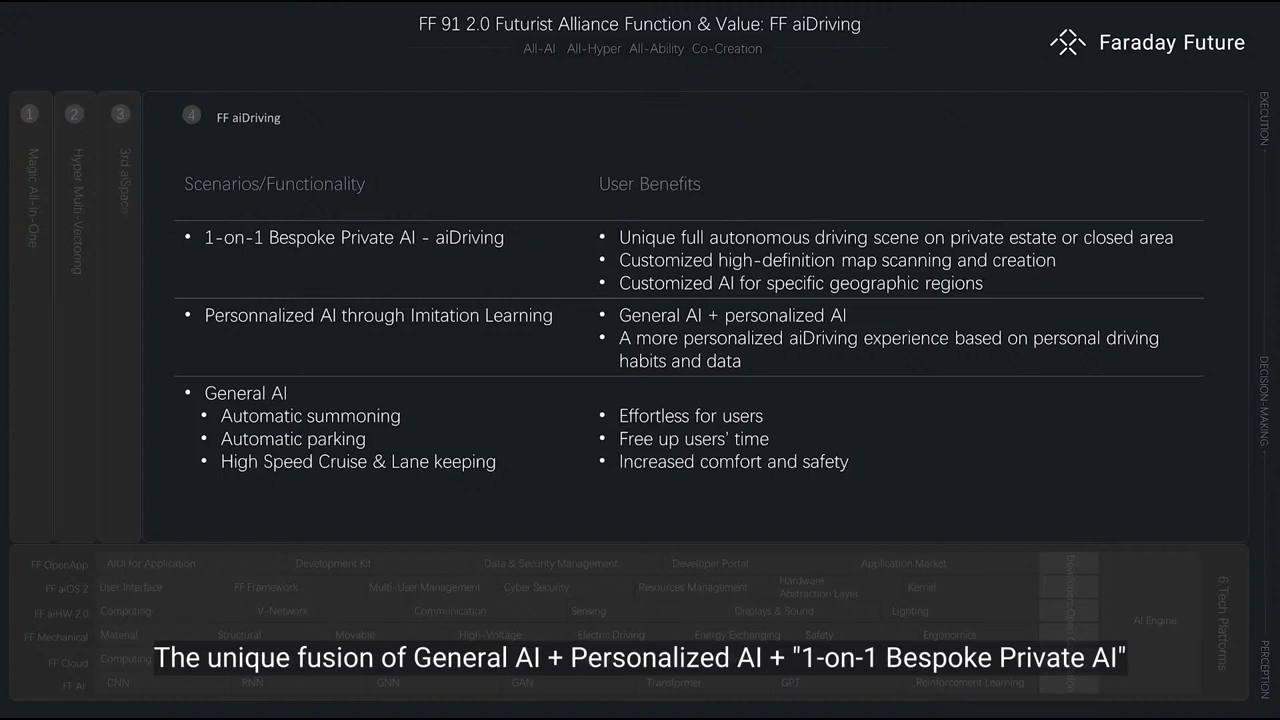 FF 91 2.0 Futurist Alliance Function & Value: FF aiDriving
All-AI All-Hyper All-Ability Co-Creation
Faraday Future
1
2
3
Magic All-In-One
Hyper Multi-Vectoring
3rd aiSpace
4 FF aiDriving
Scenarios/Functionality User Benefits
• 1-on-1 Bespoke Private AI - aiDriving
• Unique full autonomous driving scene on private estate or closed area
• Customized high-definition map scanning and creation
• Customized AI for specific geographic regions
• Personnalized AI through Imitation Learning
• General AI + personalized AI
• A more personalized aiDriving experience based on personal driving
habits and data
• General AI
• Automatic summoning • Effortless for users
• Automatic parking • Free up users' time
• High Speed Cruise & Lane keeping • Increased comfort and safety
EXECUTION
DECISION-MAKING
PERCEPTION
FF OpenApp AIUI for Application Development Kit Data & Security Management Developer Portal Application Market
FF aiOS 2 User Interface FF Framework Multi-User Management Cyber Security Resources Management Hardware
Abstraction Layer Kernel
FF aiHW 2.0 Computing V-Network Communication Sensing Displays & Sound Lighting
FF Mechanical Material Structural Movable High-Voltage Electric Driving Energy Exchanging Safety Ergonomics
FF Cloud Computing
FF AI CNN RNN GNN GAN Transformer GPT Reinforcement Learning
AI Engine
6 Tech Platforms
The unique fusion of General AI + Personalized AI + "1-on-1 Bespoke Private AI"